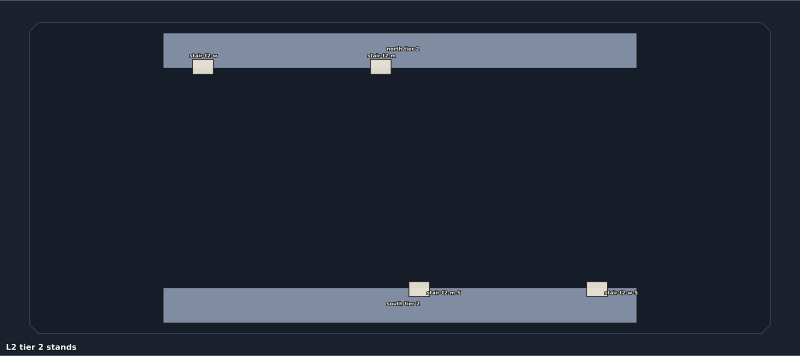 north tier 2
stair-t2-w
stair-t2-m
stair-t2-m-S
stair-t2-w-S
south tier 2
L2 tier 2 stands